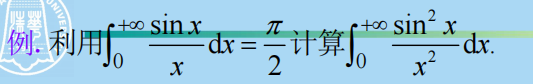 例. 利用∫₀^{+∞} (sin x / x) dx = π/2 计算∫₀^{+∞} (sin² x / x²) dx.